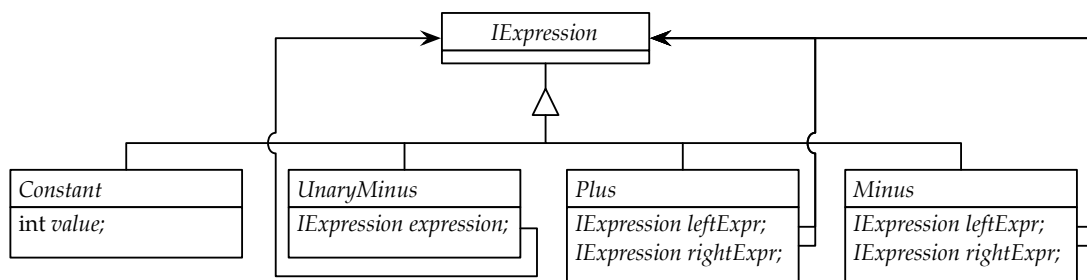 IExpression
Constant
int value;
UnaryMinus
IExpression expression;
Plus
IExpression leftExpr;
IExpression rightExpr;
Minus
IExpression leftExpr;
IExpression rightExpr;